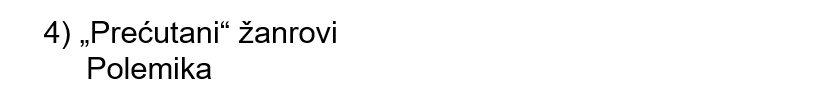 4) „Prećutani“ žanrovi
Polemika